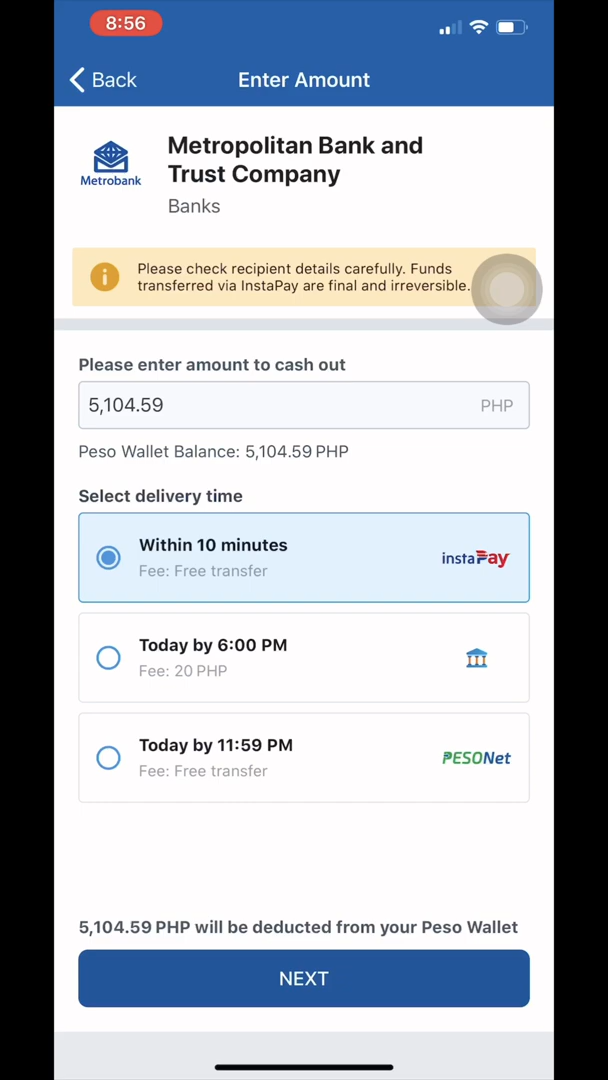 8:56
Back
Enter Amount
Metrobank
Metropolitan Bank and
Trust Company
Banks
Please check recipient details carefully. Funds
transferred via InstaPay are final and irreversible.
Please enter amount to cash out
5,104.59 PHP
Peso Wallet Balance: 5,104.59 PHP
Select delivery time
Within 10 minutes
Fee: Free transfer
instaPay
Today by 6:00 PM
Fee: 20 PHP
Today by 11:59 PM
Fee: Free transfer
PESONet
5,104.59 PHP will be deducted from your Peso Wallet
NEXT